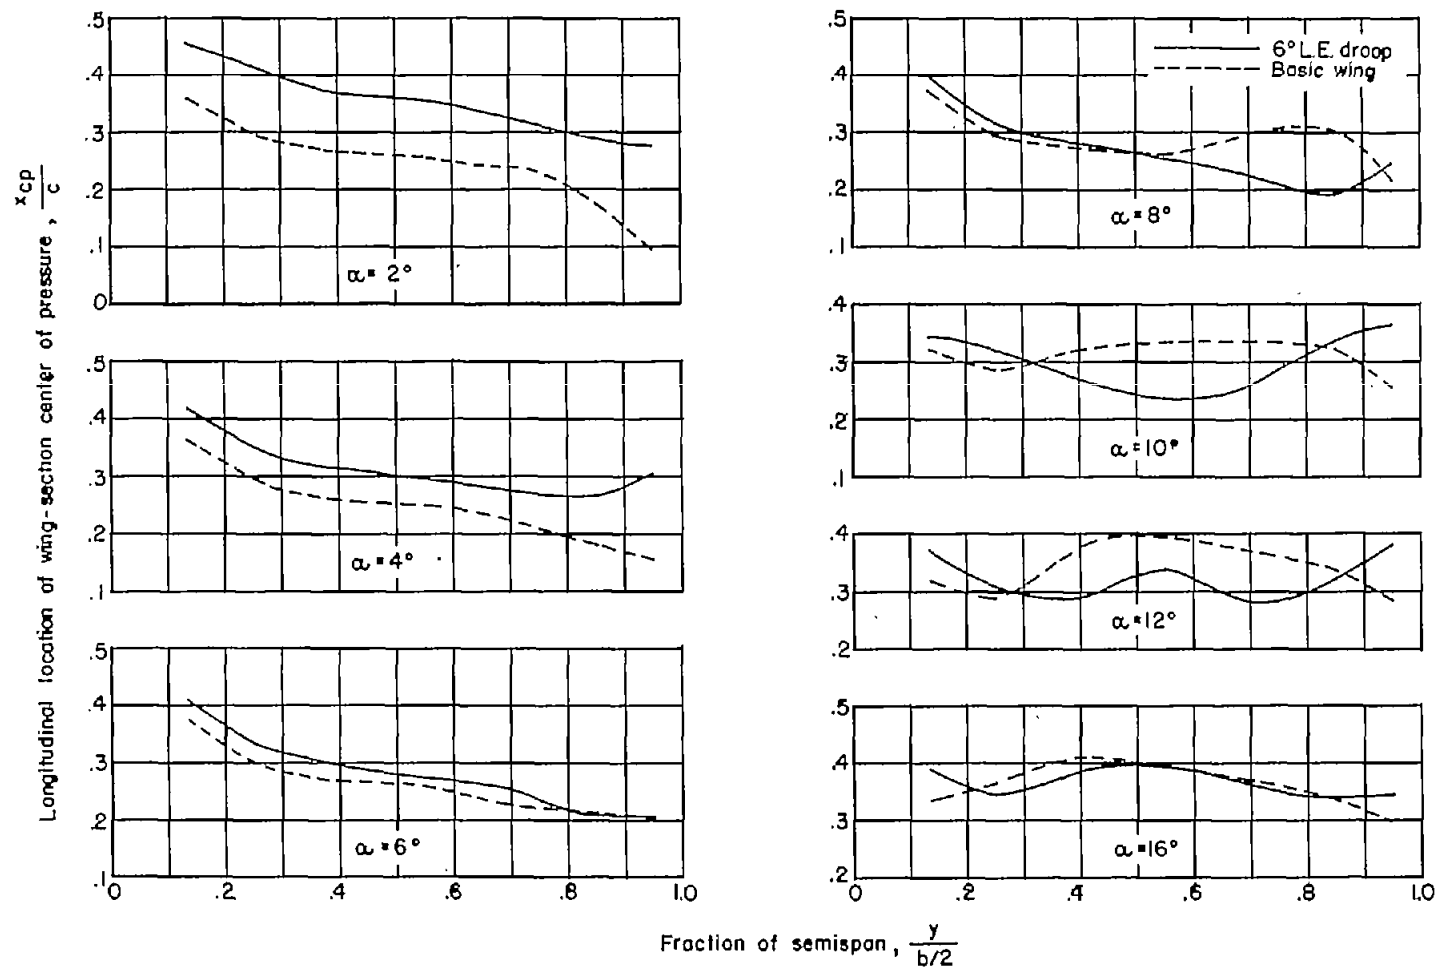 Longitudinal location of wing-section center of pressure, xcp/c
.5
.4
.3
.2
.1
0
α = 2°
.5
.4
.3
.2
.1
α = 4°
.5
.4
.3
.2
.1
α = 6°
0 .2 .4 .6 .8 1.0
.5
.4
.3
.2
.1
6° L.E. droop
Basic wing
α = 8°
.4
.3
.2
.1
α = 10°
.4
.3
.2
α = 12°
.5
.4
.3
.2
α = 16°
0 .2 .4 .6 .8 1.0
Fraction of semispan, y/b/2